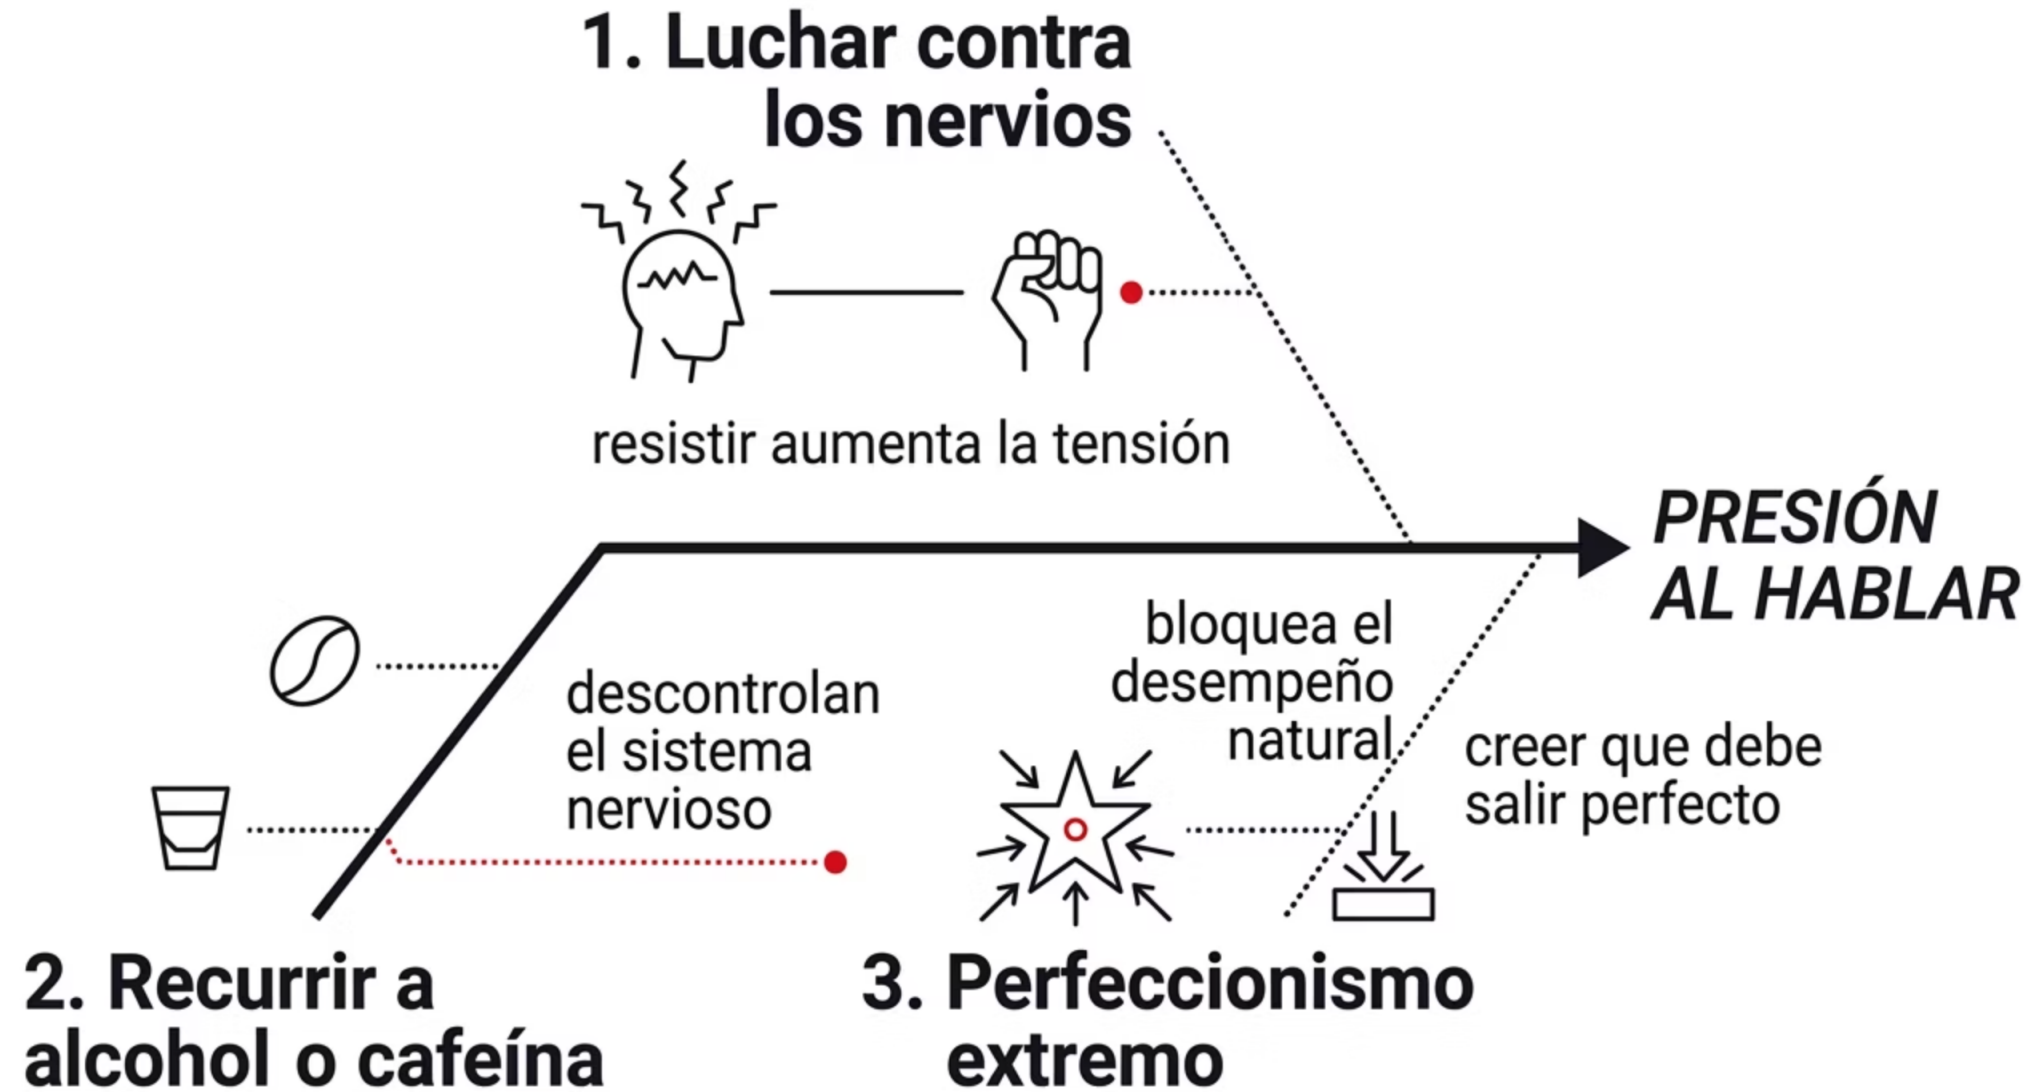 1. Luchar contra
los nervios
resistir aumenta la tensión
PRESIÓN
AL HABLAR
descontrolan
el sistema
nervioso
2. Recurrir a
alcohol o cafeína
bloquea el
desempeño
natural
creer que debe
salir perfecto
3. Perfeccionismo
extremo